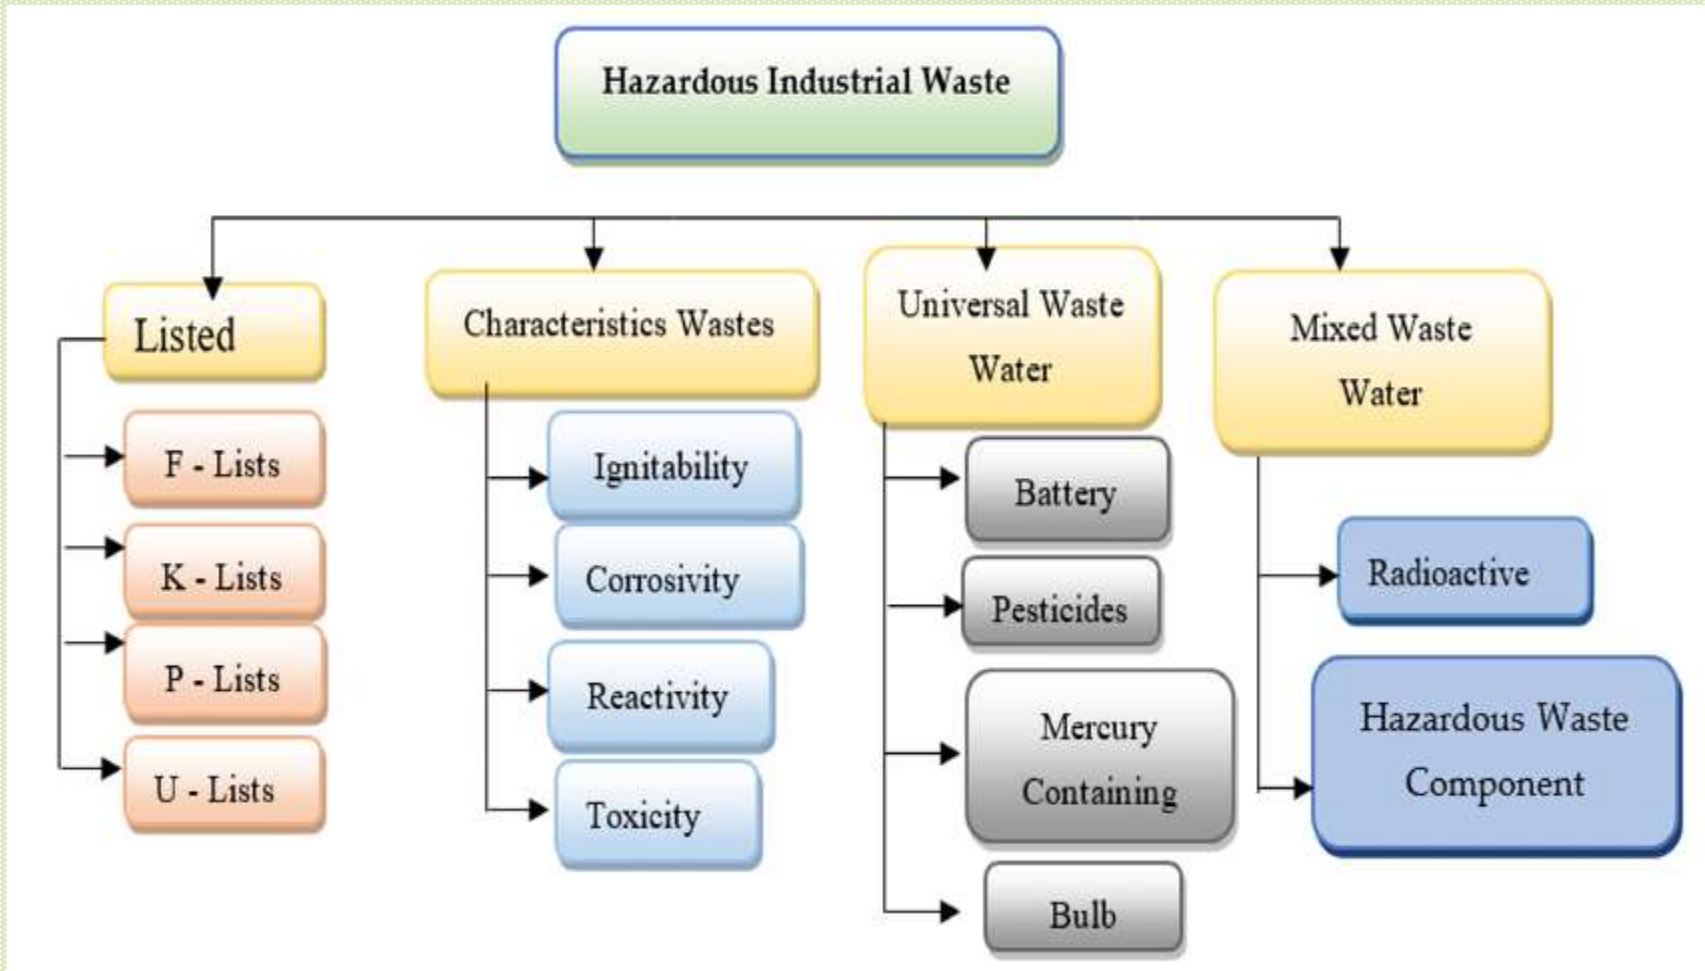 Hazardous Industrial Waste
Listed
F - Lists
K - Lists
P - Lists
U - Lists
Characteristics Wastes
Ignitability
Corrosivity
Reactivity
Toxicity
Universal Waste
Water
Battery
Pesticides
Mercury
Containing
Bulb
Mixed Waste
Water
Radioactive
Hazardous Waste
Component